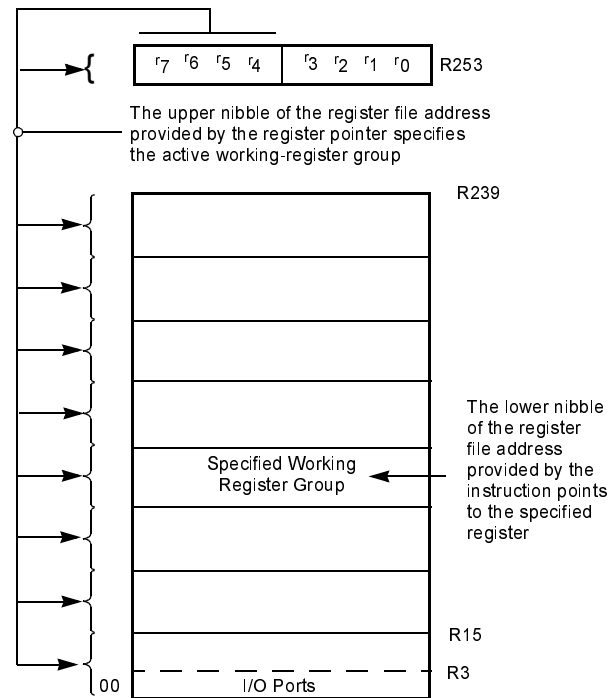 r7 r6 r5 r4 r3 r2 r1 r0 R253
The upper nibble of the register file address
provided by the register pointer specifies
the active working-register group
R239
The lower nibble
of the register
file address
provided by the
instruction points
to the specified
register
Specified Working
Register Group
R15
R3
00 I/O Ports